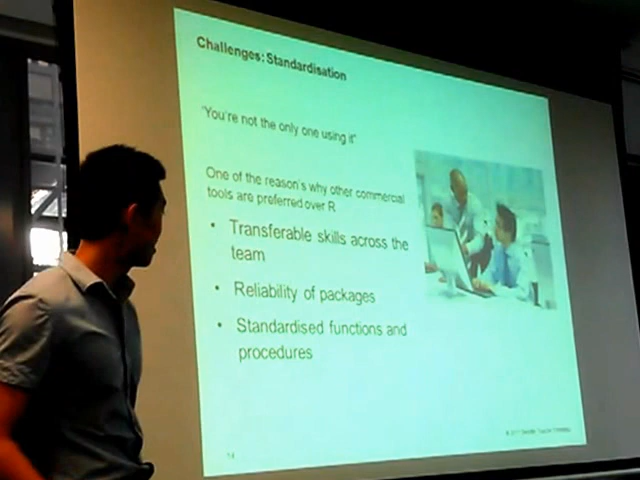 Challenges: Standardisation
"You're not the only one using it"
One of the reason's why other commercial
tools are preferred over R
• Transferable skills across the
team
• Reliability of packages
• Standardised functions and
procedures
14